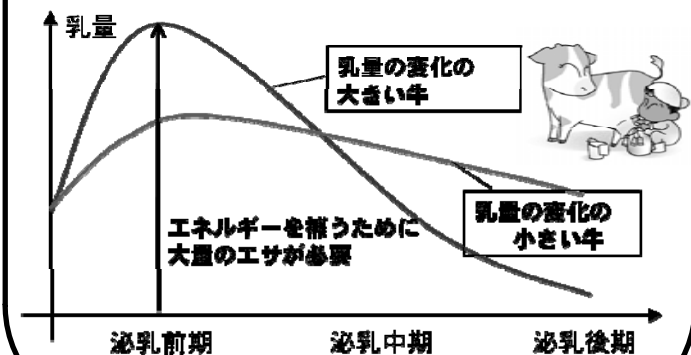 乳量
乳量の変化の
大きい牛
エネルギーを補うために
大量のエサが必要
乳量の変化の
小さい牛
泌乳前期
泌乳中期
泌乳後期